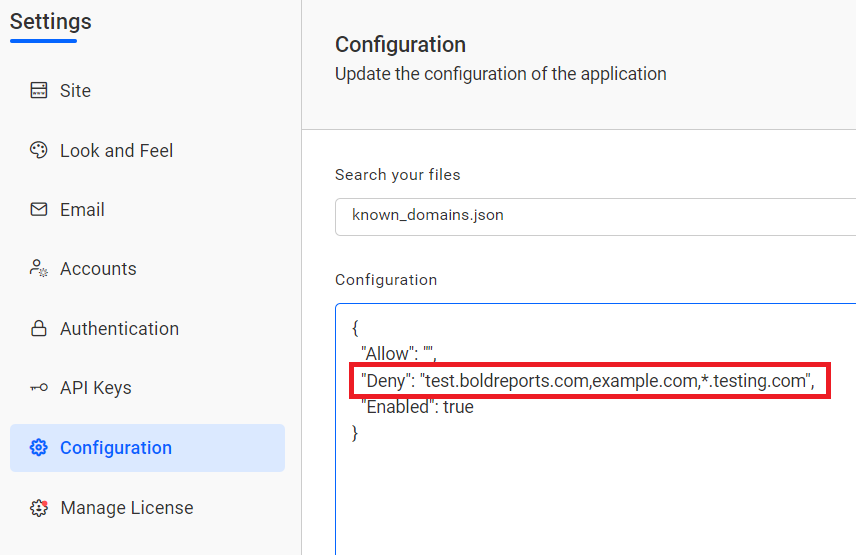 Settings
Site
Look and Feel
Email
Accounts
Authentication
API Keys
Configuration
Manage License
Configuration
Update the configuration of the application
Search your files
known_domains.json
Configuration
{
"Allow": "",
"Deny": "test.boldreports.com,example.com,*.testing.com",
"Enabled": true
}